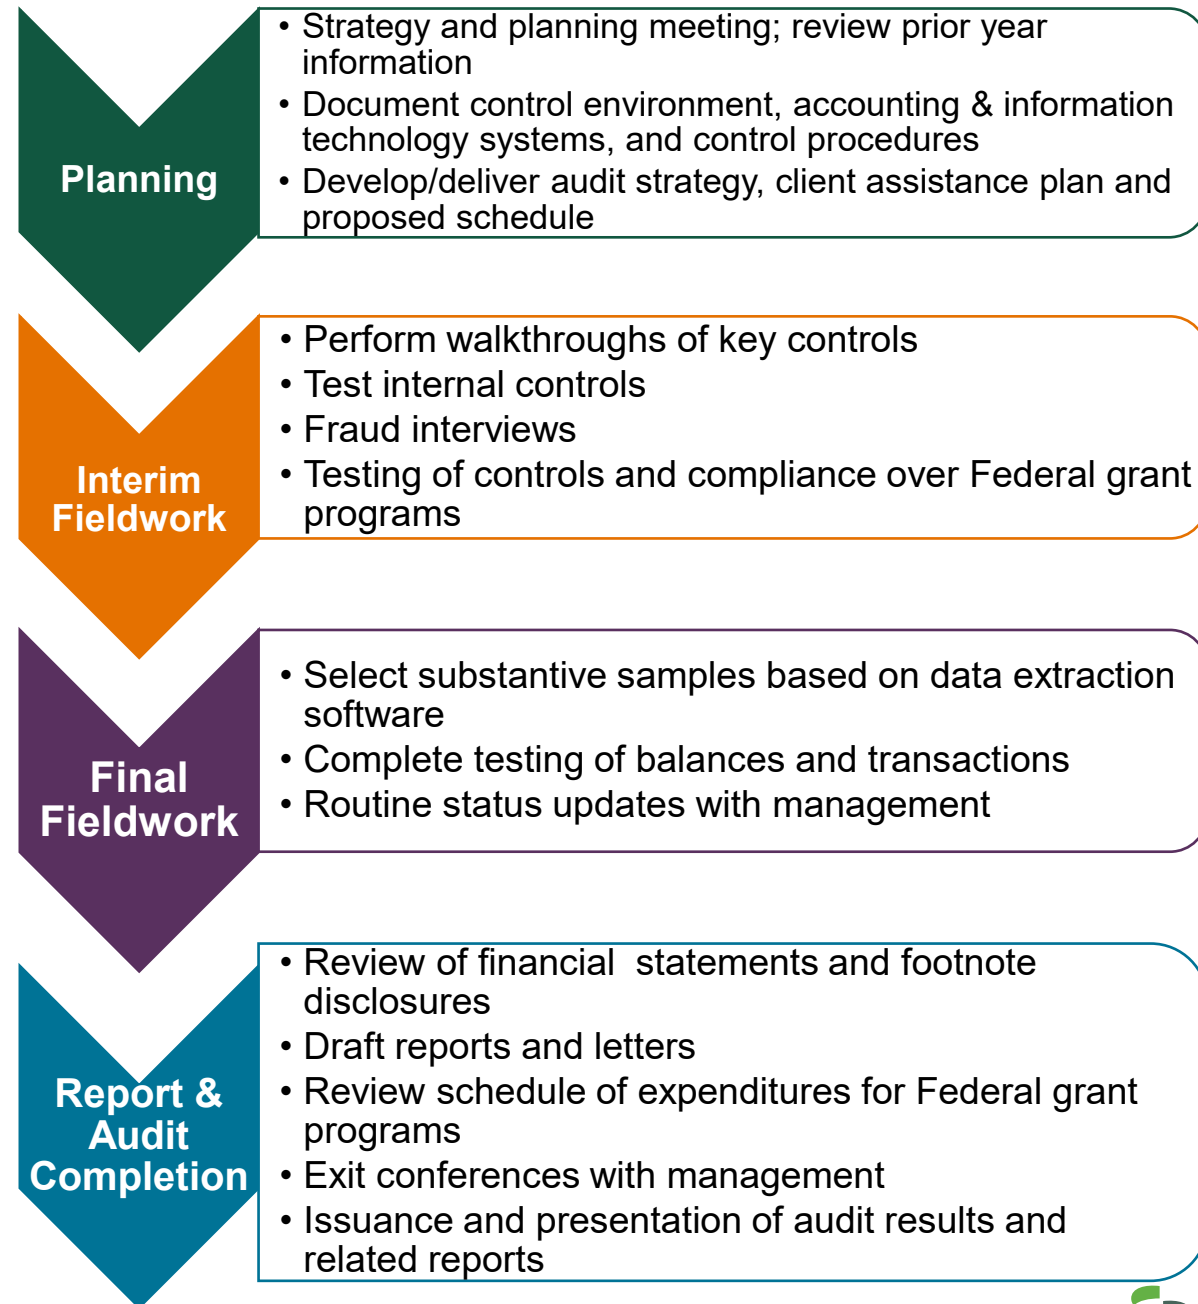 Planning
• Strategy and planning meeting; review prior year
information
• Document control environment, accounting & information
technology systems, and control procedures
• Develop/deliver audit strategy, client assistance plan and
proposed schedule
Interim
Fieldwork
• Perform walkthroughs of key controls
• Test internal controls
• Fraud interviews
• Testing of controls and compliance over Federal grant
programs
Final
Fieldwork
• Select substantive samples based on data extraction
software
• Complete testing of balances and transactions
• Routine status updates with management
Report &
Audit
Completion
• Review of financial  statements and footnote
disclosures
• Draft reports and letters
• Review schedule of expenditures for Federal grant
programs
• Exit conferences with management
• Issuance and presentation of audit results and
related reports